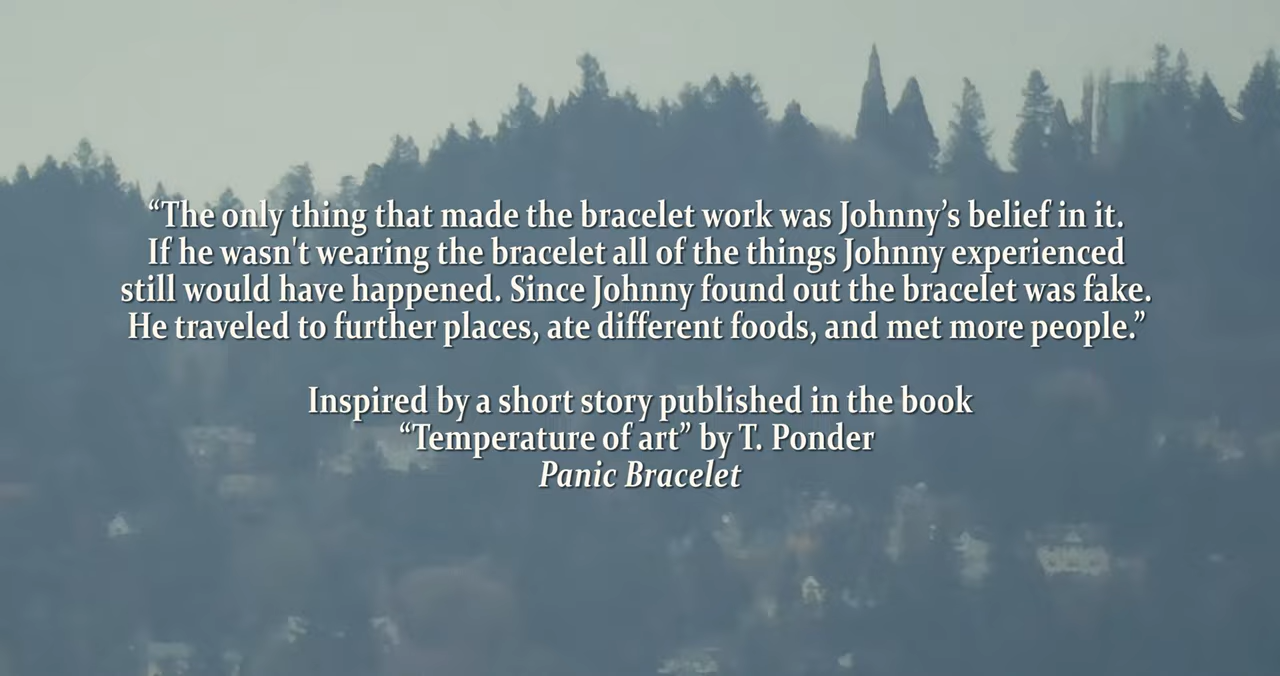 “The only thing that made the bracelet work was Johnny’s belief in it.
If he wasn't wearing the bracelet all of the things Johnny experienced
still would have happened. Since Johnny found out the bracelet was fake.
He traveled to further places, ate different foods, and met more people.”
Inspired by a short story published in the book
“Temperature of art” by T. Ponder
Panic Bracelet